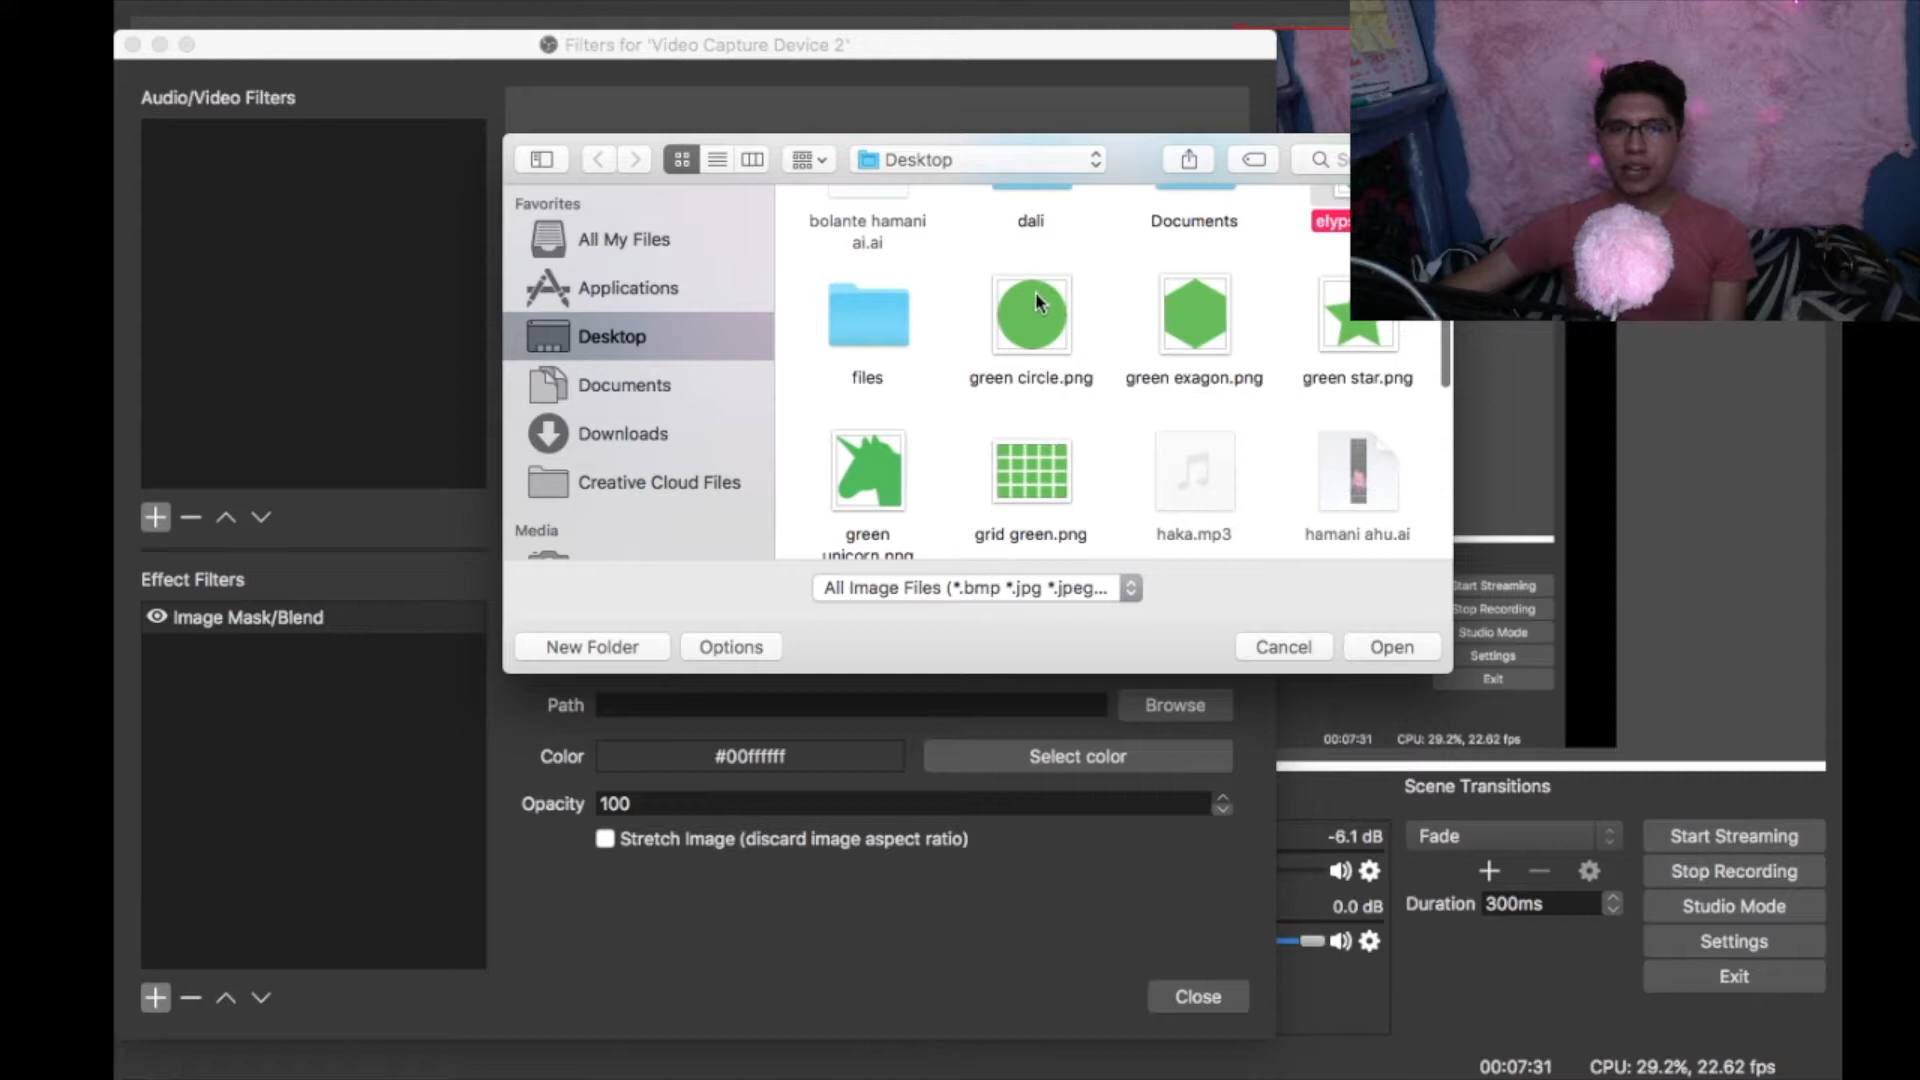 Filters for 'Video Capture Device 2'
Audio/Video Filters
Desktop
Favorites
All My Files
Applications
Desktop
Documents
Downloads
Creative Cloud Files
Media
bolante hamani
ai.ai
dali
Documents
files
green circle.png
green exagon.png
green star.png
green
unicorn.png
grid green.png
haka.mp3
hamani ahu.ai
All Image Files (*.bmp *.jpg *.jpeg...
New Folder
Options
Cancel
Open
Effect Filters
Image Mask/Blend
Path
Browse
Color
#00ffffff
Select color
Opacity
100
Stretch Image (discard image aspect ratio)
Close
Start Streaming
Stop Recording
Studio Mode
Settings
Exit
00:07:31
CPU: 29.2%, 22.62 fps
Scene Transitions
-6.1 dB
Fade
0.0 dB
Duration
300ms
Start Streaming
Stop Recording
Studio Mode
Settings
Exit
00:07:31
CPU: 29.2%, 22.62 fps